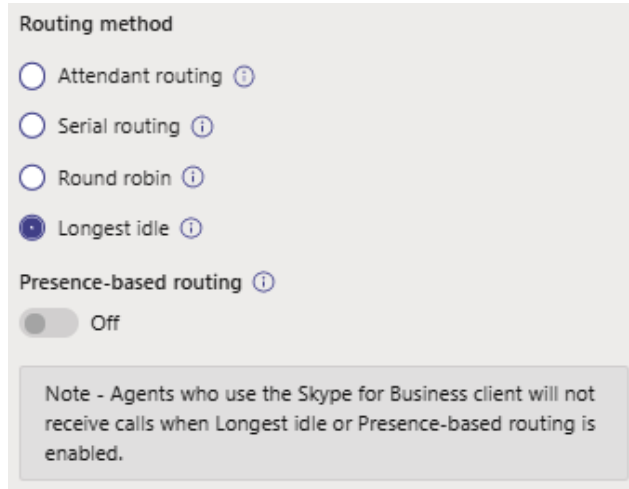 Routing method
Attendant routing
Serial routing
Round robin
Longest idle
Presence-based routing
Off
Note - Agents who use the Skype for Business client will not
receive calls when Longest idle or Presence-based routing is
enabled.